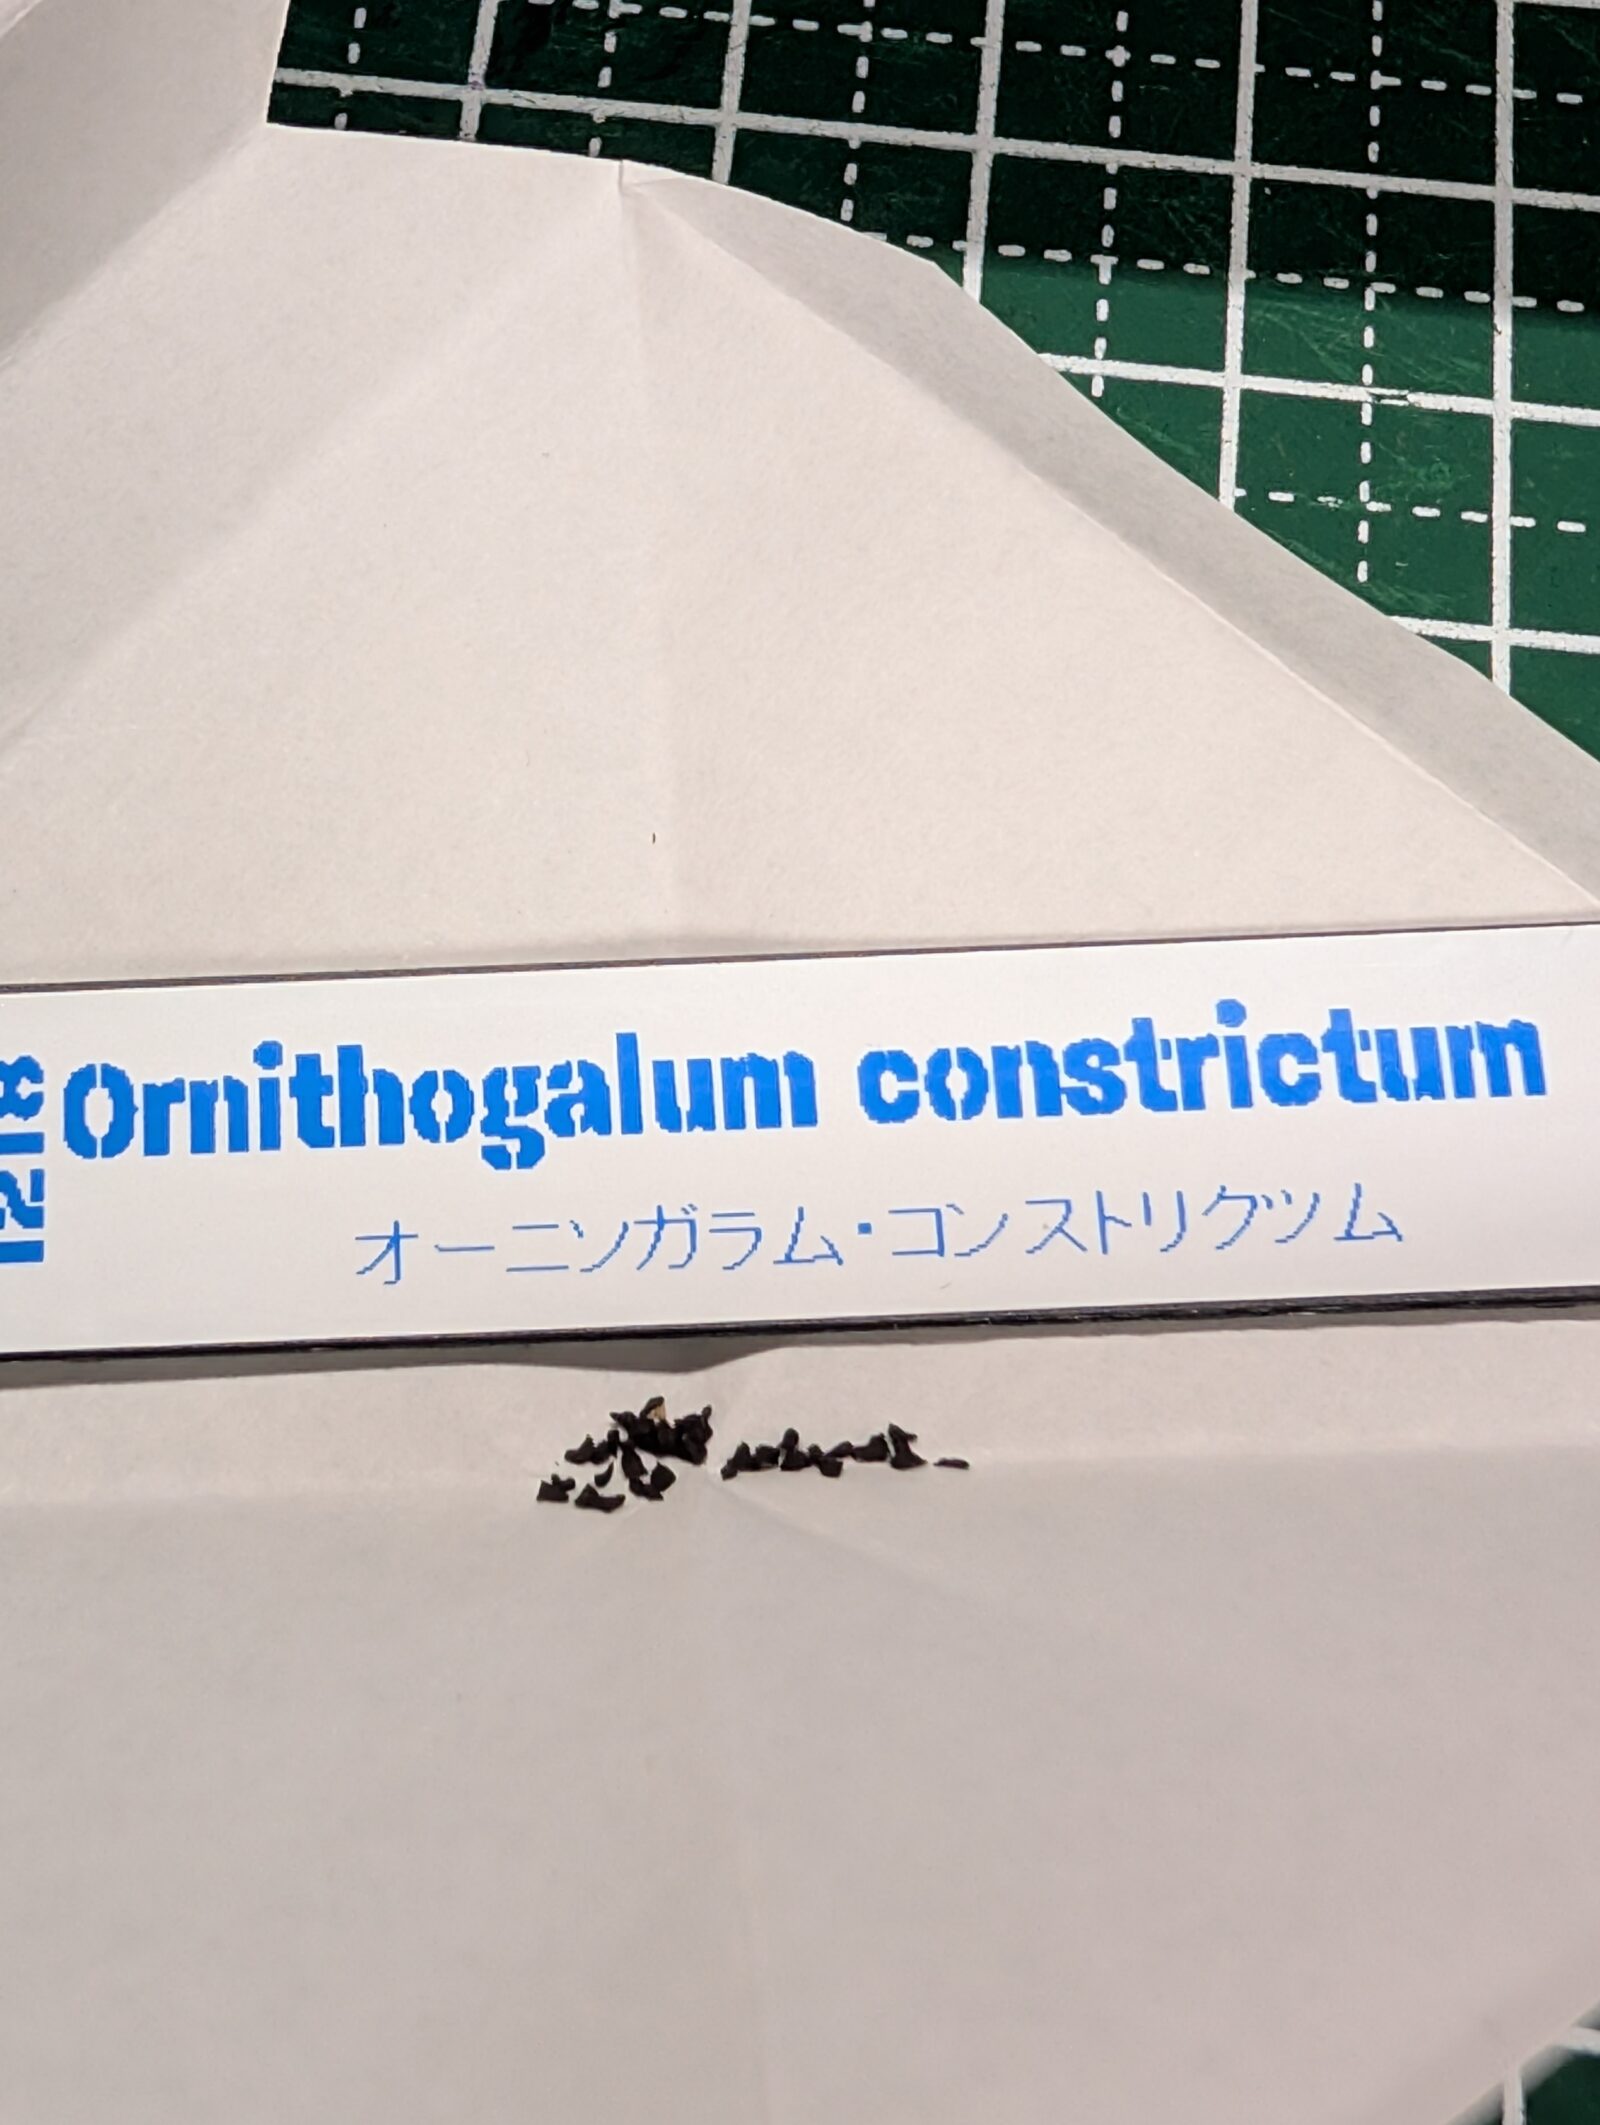 Ornithogalum constrictum
オーニソガラム・コンストリクツム